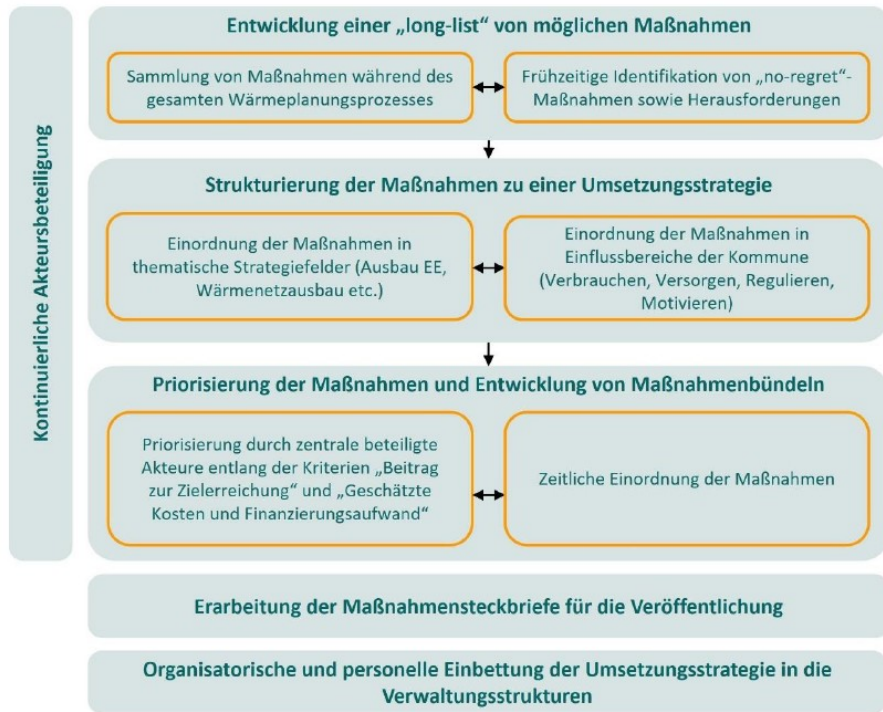 Kontinuierliche Akteursbeteiligung
Entwicklung einer „long-list“ von möglichen Maßnahmen
Sammlung von Maßnahmen während des
gesamten Wärmeplanungsprozesses
Frühzeitige Identifikation von „no-regret“-
Maßnahmen sowie Herausforderungen
Strukturierung der Maßnahmen zu einer Umsetzungsstrategie
Einordnung der Maßnahmen in
thematische Strategiefelder (Ausbau EE,
Wärmenetzausbau etc.)
Einordnung der Maßnahmen in
Einflussbereiche der Kommune
(Verbrauchen, Versorgen, Regulieren,
Motivieren)
Priorisierung der Maßnahmen und Entwicklung von Maßnahmenbündeln
Priorisierung durch zentrale beteiligte
Akteure entlang der Kriterien „Beitrag
zur Zielerreichung“ und „Geschätzte
Kosten und Finanzierungsaufwand“
Zeitliche Einordnung der Maßnahmen
Erarbeitung der Maßnahmensteckbriefe für die Veröffentlichung
Organisatorische und personelle Einbettung der Umsetzungsstrategie in die
Verwaltungsstrukturen